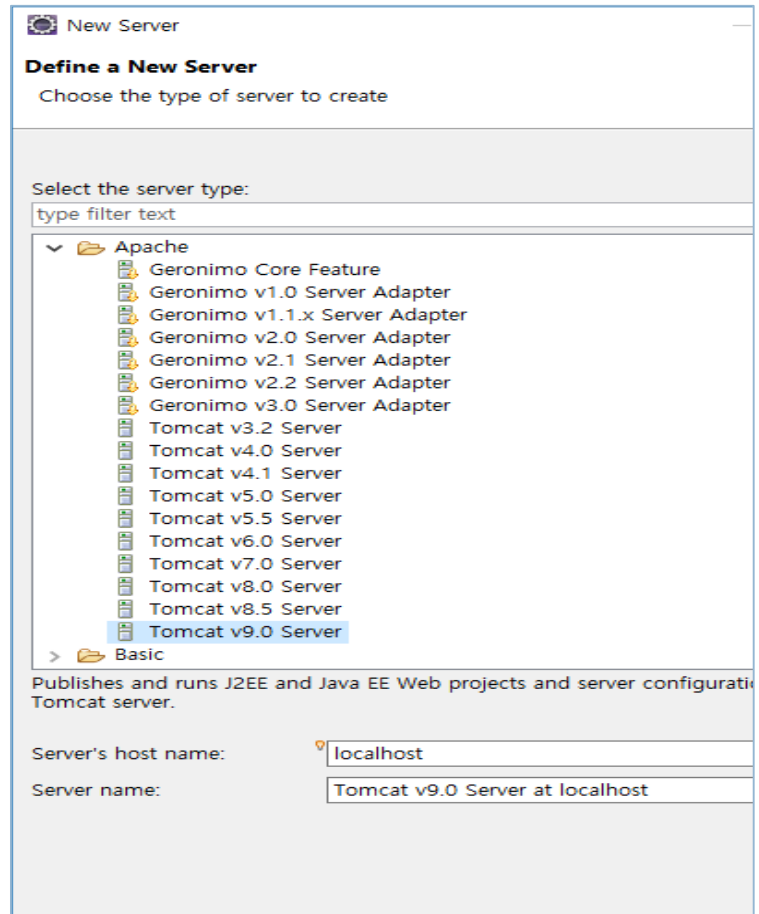 New Server
Define a New Server
Choose the type of server to create
Select the server type:
type filter text
Apache
Geronimo Core Feature
Geronimo v1.0 Server Adapter
Geronimo v1.1.x Server Adapter
Geronimo v2.0 Server Adapter
Geronimo v2.1 Server Adapter
Geronimo v2.2 Server Adapter
Geronimo v3.0 Server Adapter
Tomcat v3.2 Server
Tomcat v4.0 Server
Tomcat v4.1 Server
Tomcat v5.0 Server
Tomcat v5.5 Server
Tomcat v6.0 Server
Tomcat v7.0 Server
Tomcat v8.0 Server
Tomcat v8.5 Server
Tomcat v9.0 Server
Basic
Publishes and runs J2EE and Java EE Web projects and server configurati
Tomcat server.
Server's host name: localhost
Server name: Tomcat v9.0 Server at localhost